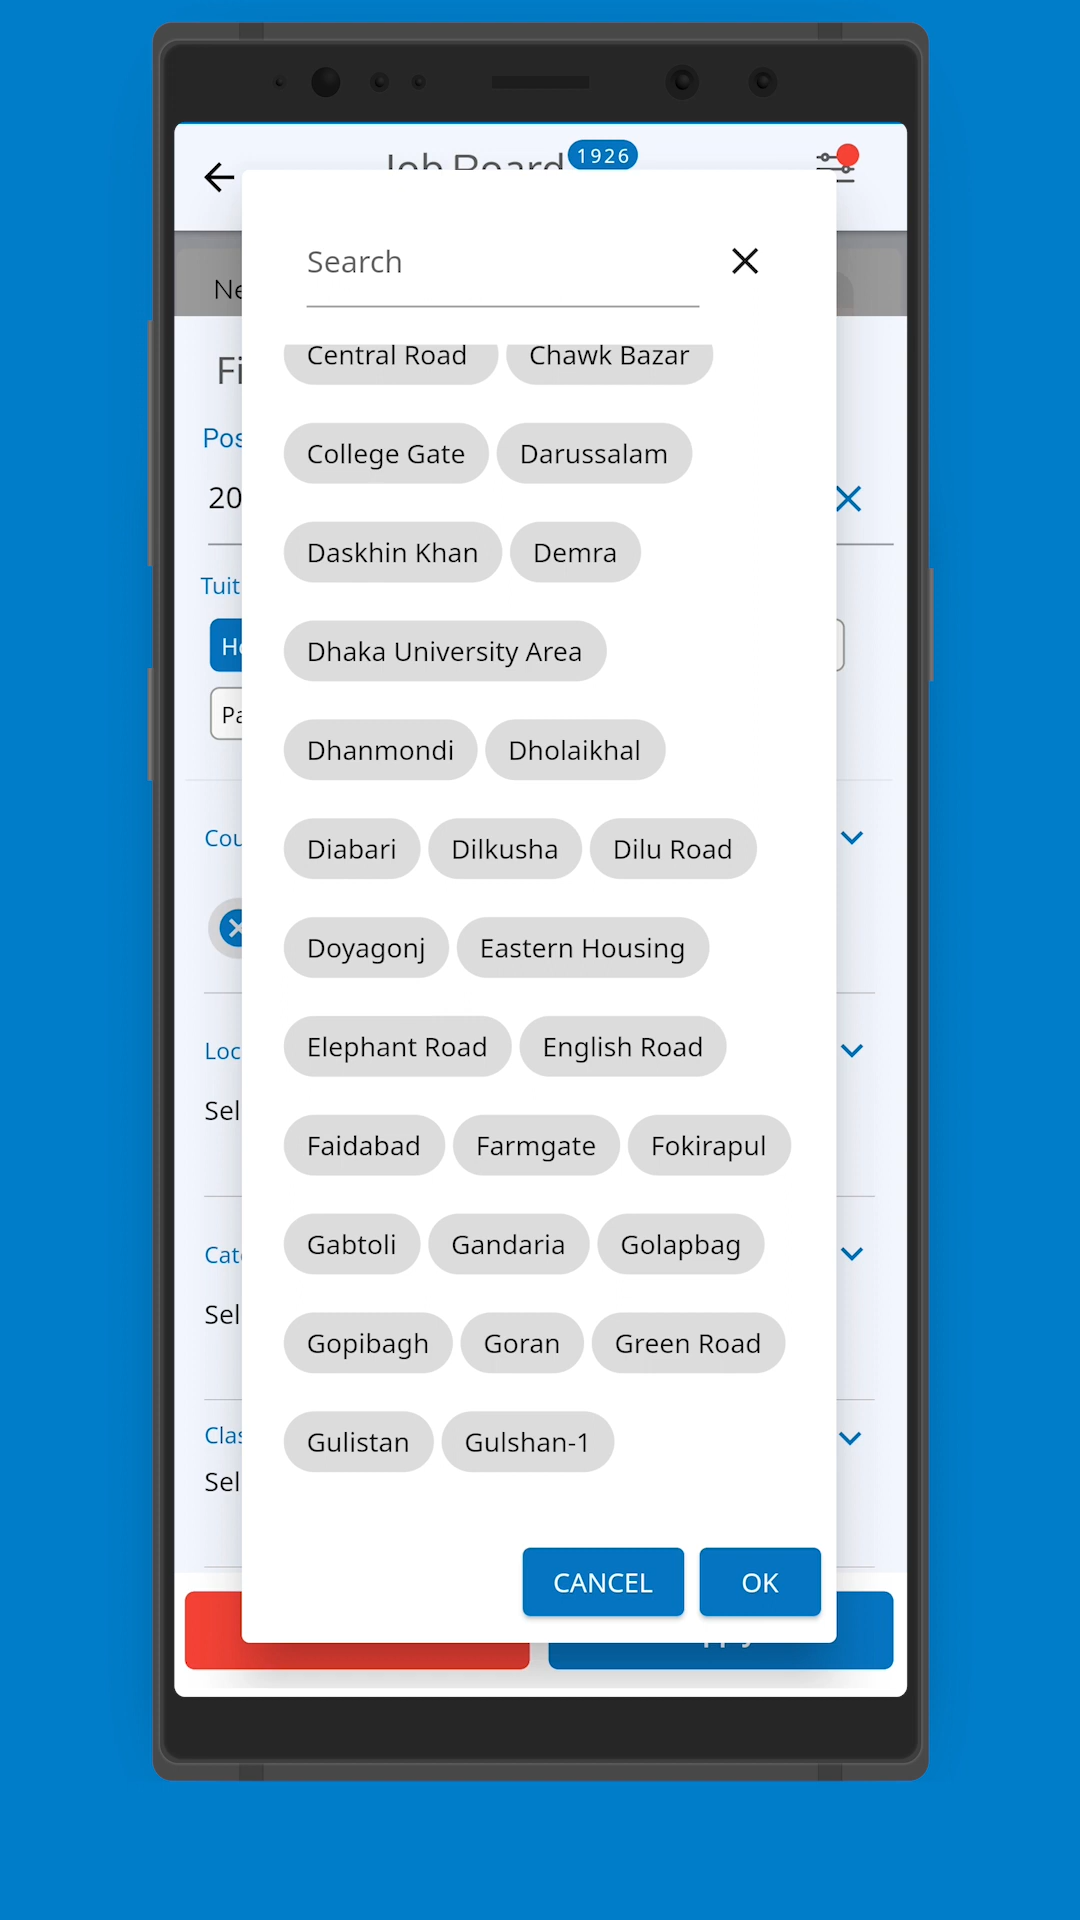 Job Board 1926
Search
Central Road Chawk Bazar
College Gate Darussalam
Daskhin Khan Demra
Dhaka University Area
Dhanmondi Dholaikhal
Diabari Dilkusha Dilu Road
Doyagonj Eastern Housing
Elephant Road English Road
Faidabad Farmgate Fokirapul
Gabtoli Gandaria Golapbag
Gopibagh Goran Green Road
Gulistan Gulshan-1
CANCEL OK